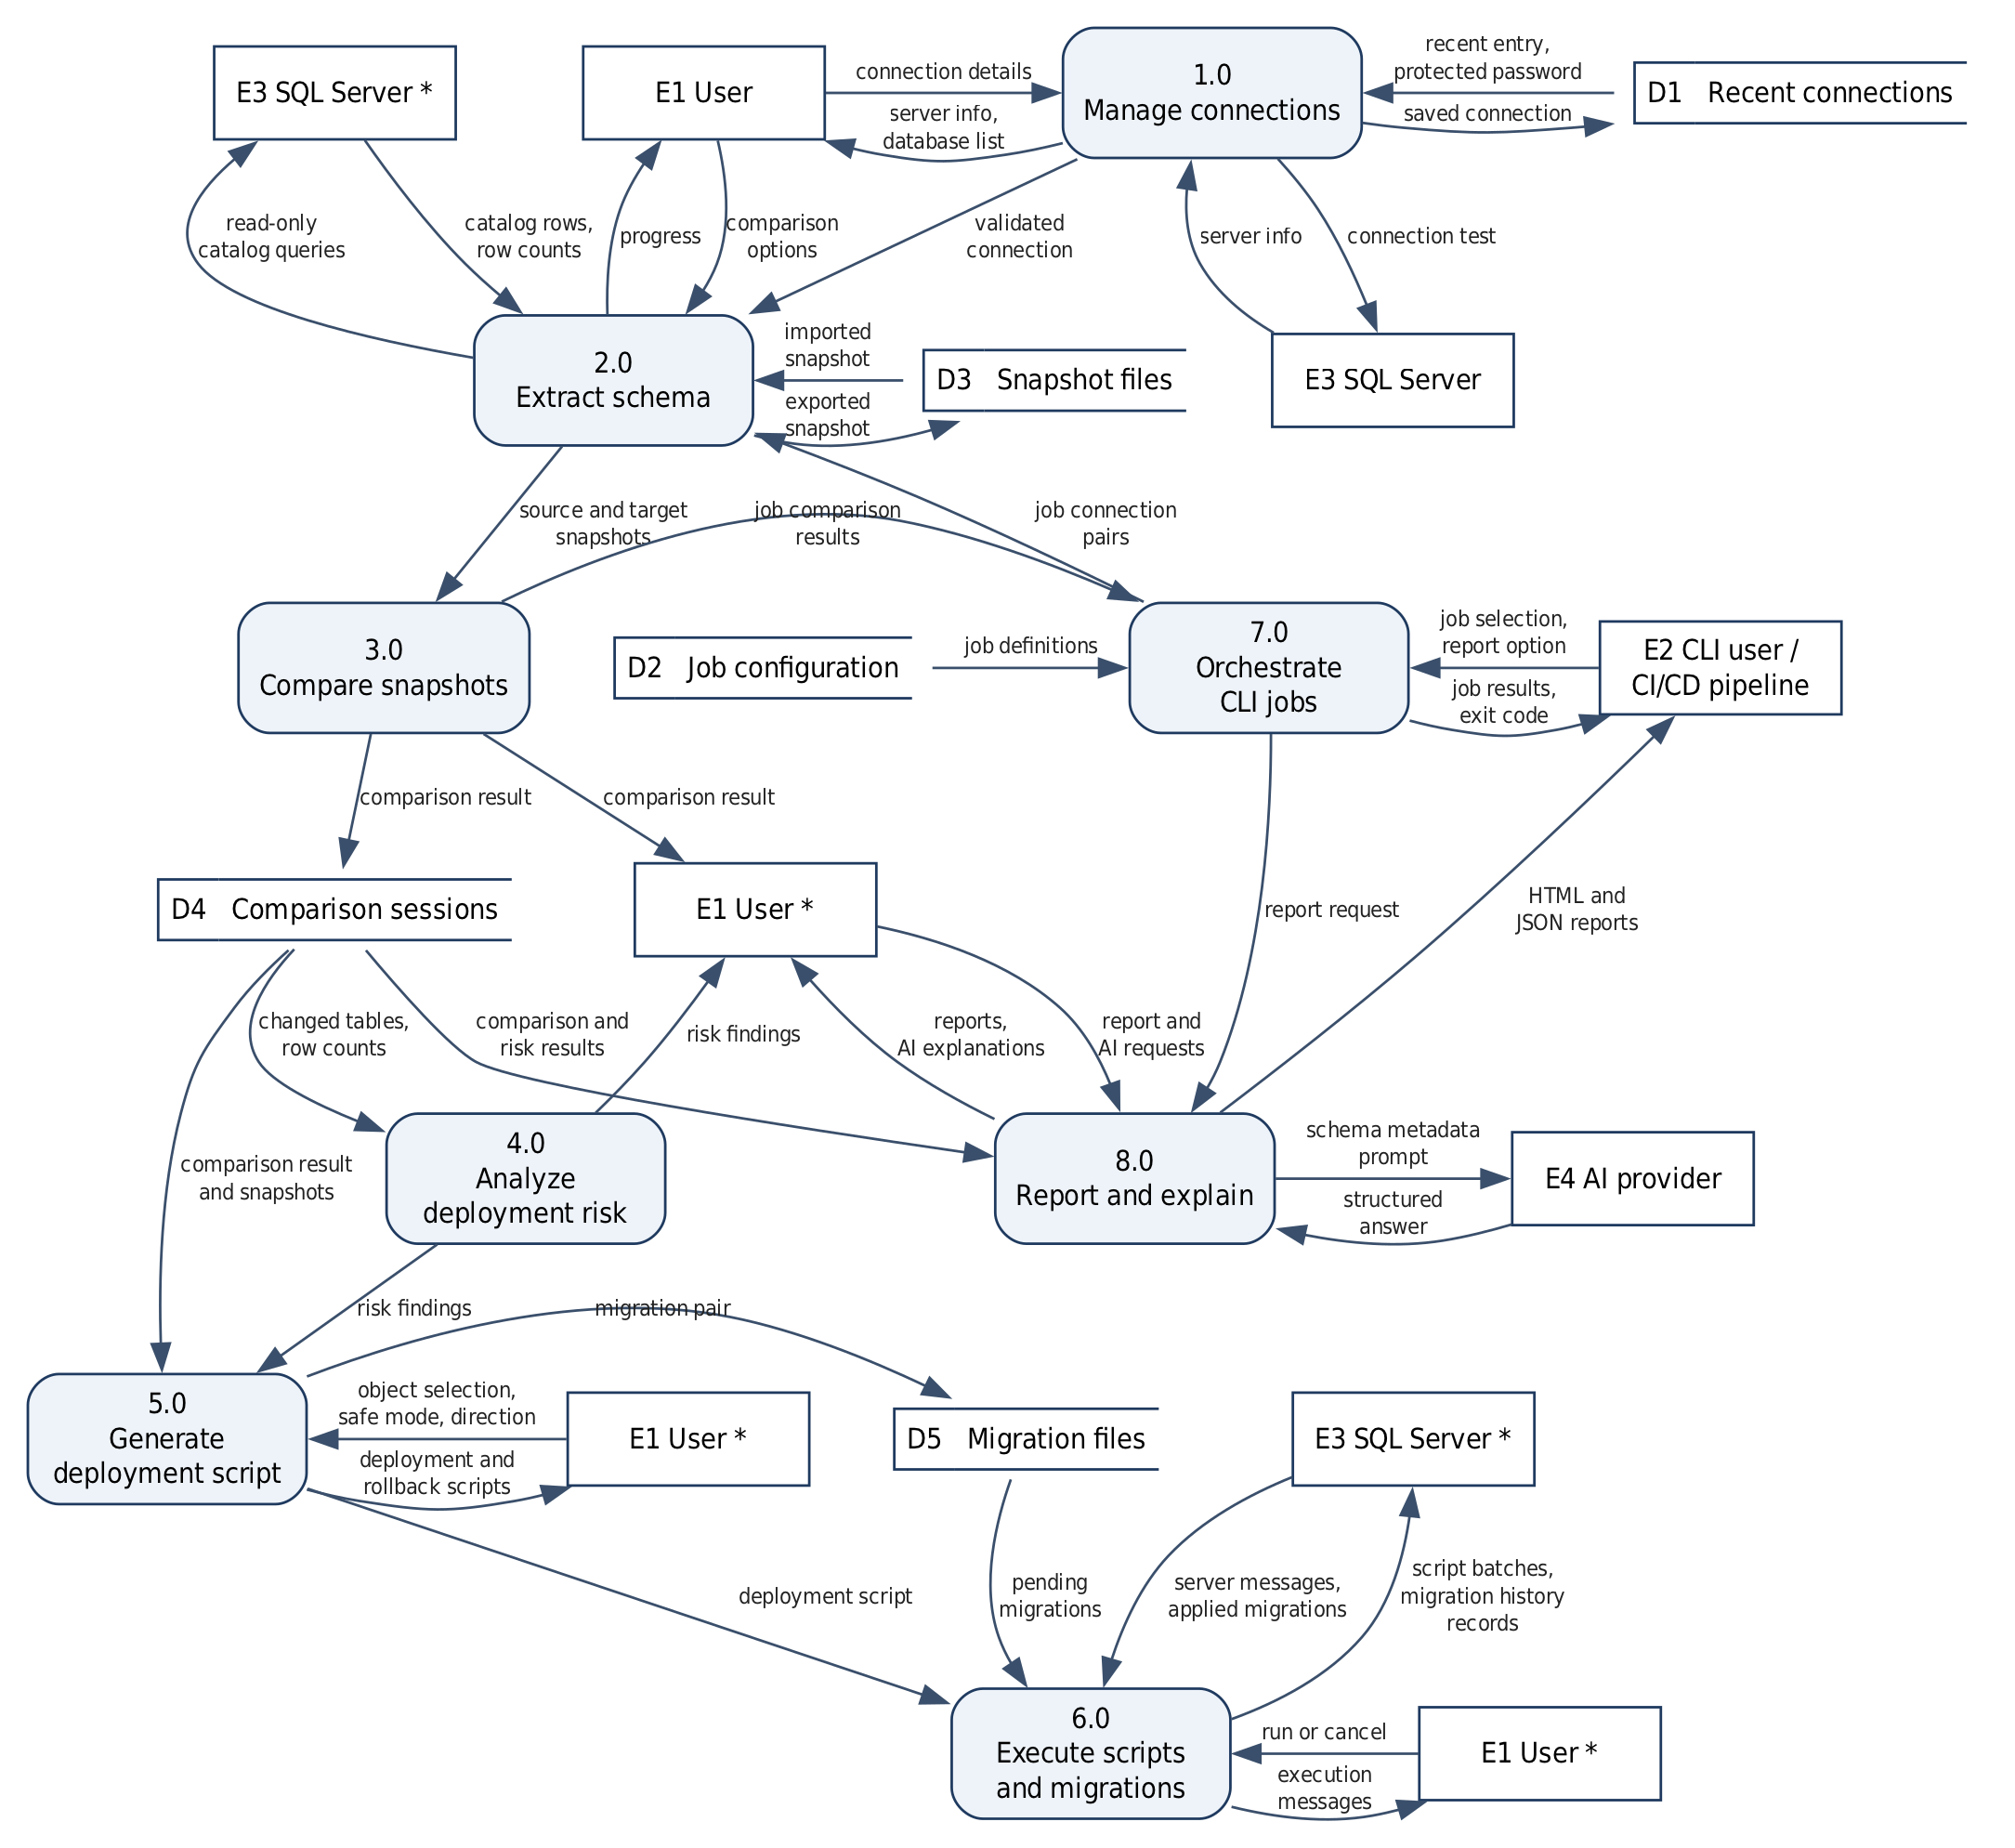 E3 SQL Server *
E1 User
connection details
server info,
database list
1.0
Manage connections
recent entry,
protected password
saved connection
D1 Recent connections
read-only
catalog queries
catalog rows,
row counts
progress
comparison
options
validated
connection
server info
connection test
2.0
Extract schema
imported
snapshot
exported
snapshot
D3 Snapshot files
E3 SQL Server
source and target
snapshots
job comparison
results
job connection
pairs
3.0
Compare snapshots
D2 Job configuration
job definitions
7.0
Orchestrate
CLI jobs
job selection,
report option
job results,
exit code
E2 CLI user /
CI/CD pipeline
comparison result
comparison result
D4 Comparison sessions
E1 User *
report request
HTML and
JSON reports
changed tables,
row counts
comparison and
risk results
risk findings
reports,
AI explanations
report and
AI requests
comparison result
and snapshots
4.0
Analyze
deployment risk
8.0
Report and explain
schema metadata
prompt
structured
answer
E4 AI provider
risk findings
migration pair
5.0
Generate
deployment script
object selection,
safe mode, direction
deployment and
rollback scripts
E1 User *
D5 Migration files
E3 SQL Server *
deployment script
pending
migrations
server messages,
applied migrations
script batches,
migration history
records
6.0
Execute scripts
and migrations
run or cancel
execution
messages
E1 User *